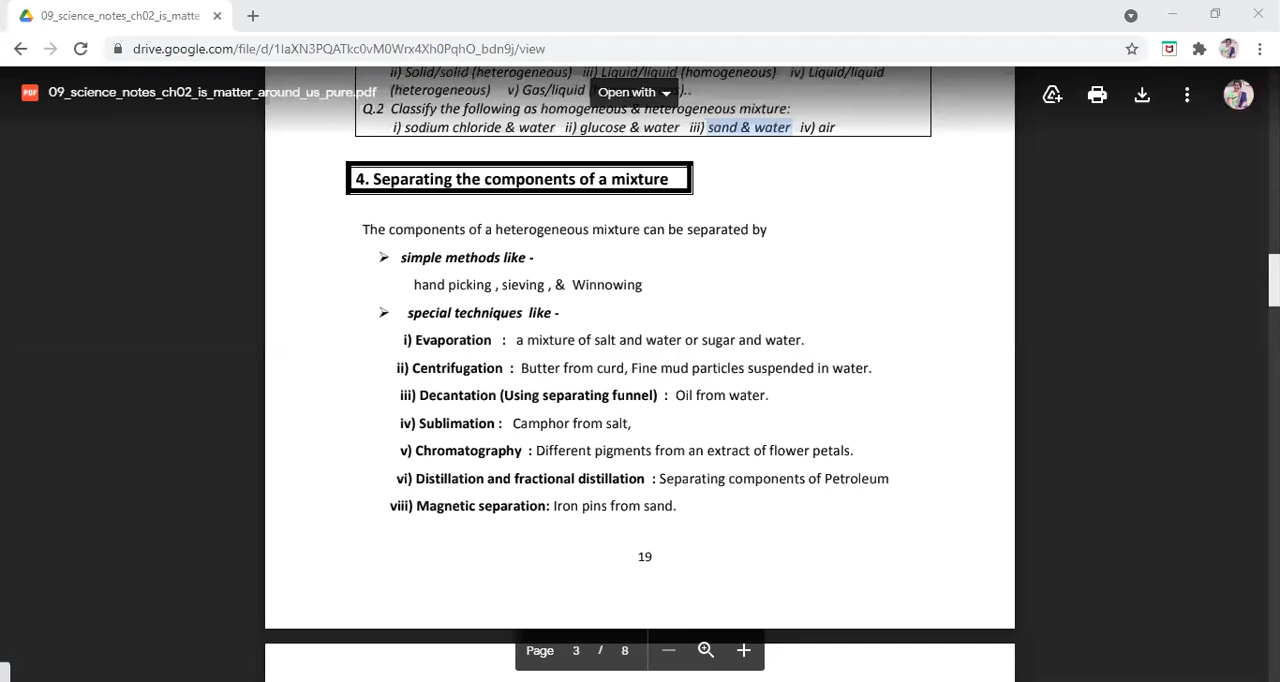 09_science_notes_ch02_is_matte
drive.google.com/file/d/1IaXN3PQATkc0vM0Wrx4Xh0PqhO_bdn9j/view
ii) Solid/solid (heterogeneous) iii) Liquid/liquid (homogeneous) iv) Liquid/liquid
PDF 09_science_notes_ch02_is_matter_around_us_pure.pdf
Open with
(heterogeneous) v) Gas/liquid
Q.2 Classify the following as homogeneous & heterogeneous mixture:
i) sodium chloride & water ii) glucose & water iii) sand & water iv) air
4. Separating the components of a mixture
The components of a heterogeneous mixture can be separated by
➢ simple methods like -
hand picking , sieving , & Winnowing
➢ special techniques like -
i) Evaporation : a mixture of salt and water or sugar and water.
ii) Centrifugation : Butter from curd, Fine mud particles suspended in water.
iii) Decantation (Using separating funnel) : Oil from water.
iv) Sublimation : Camphor from salt,
v) Chromatography : Different pigments from an extract of flower petals.
vi) Distillation and fractional distillation : Separating components of Petroleum
viii) Magnetic separation: Iron pins from sand.
19
Page 3 / 8